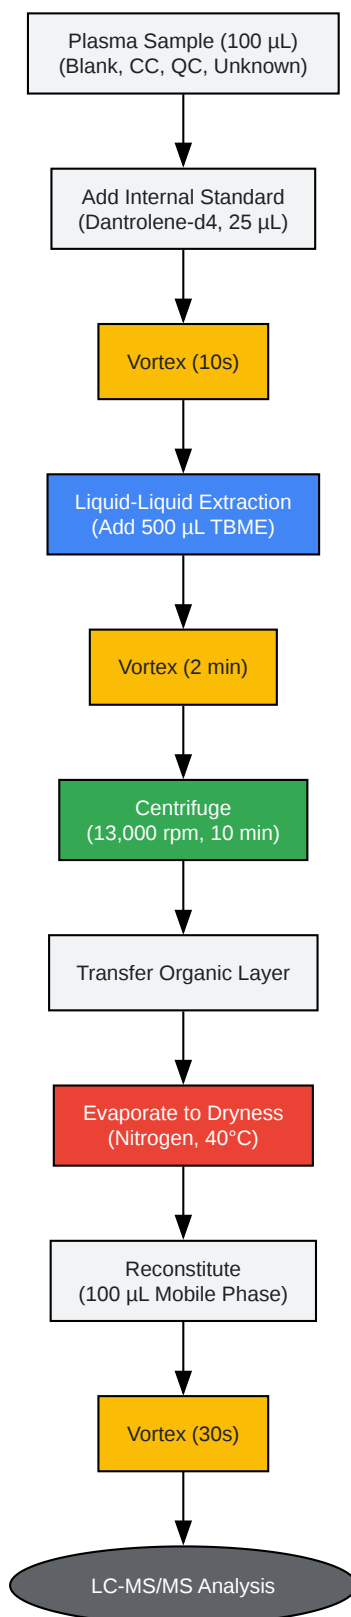 Plasma Sample (100 µL)
(Blank, CC, QC, Unknown)
Add Internal Standard
(Dantrolene-d4, 25 µL)
Vortex (10s)
Liquid-Liquid Extraction
(Add 500 µL TBME)
Vortex (2 min)
Centrifuge
(13,000 rpm, 10 min)
Transfer Organic Layer
Evaporate to Dryness
(Nitrogen, 40°C)
Reconstitute
(100 µL Mobile Phase)
Vortex (30s)
LC-MS/MS Analysis